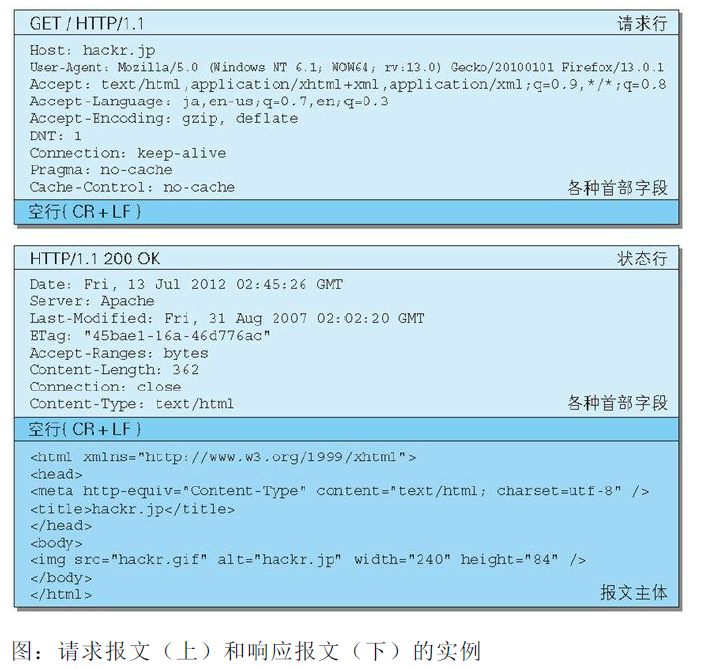 GET / HTTP/1.1 请求行
Host: hackr.jp
User-Agent: Mozilla/5.0 (Windows NT 6.1; WOW64; rv:13.0) Gecko/20100101 Firefox/13.0.1
Accept: text/html,application/xhtml+xml,application/xml;q=0.9,*/*;q=0.8
Accept-Language: ja,en-us;q=0.7,en;q=0.3
Accept-Encoding: gzip, deflate
DNT: 1
Connection: keep-alive
Pragma: no-cache
Cache-Control: no-cache 各种首部字段
空行(CR+LF)
HTTP/1.1 200 OK 状态行
Date: Fri, 13 Jul 2012 02:45:26 GMT
Server: Apache
Last-Modified: Fri, 31 Aug 2007 02:02:20 GMT
ETag: "45bae1-16a-46d776ac"
Accept-Ranges: bytes
Content-Length: 362
Connection: close
Content-Type: text/html 各种首部字段
空行(CR+LF)
<html xmlns="http://www.w3.org/1999/xhtml">
<head>
<meta http-equiv="Content-Type" content="text/html; charset=utf-8" />
<title>hackr.jp</title>
</head>
<body>
<img src="hackr.gif" alt="hackr.jp" width="240" height="84" />
</body>
</html> 报文主体
图：请求报文（上）和响应报文（下）的实例